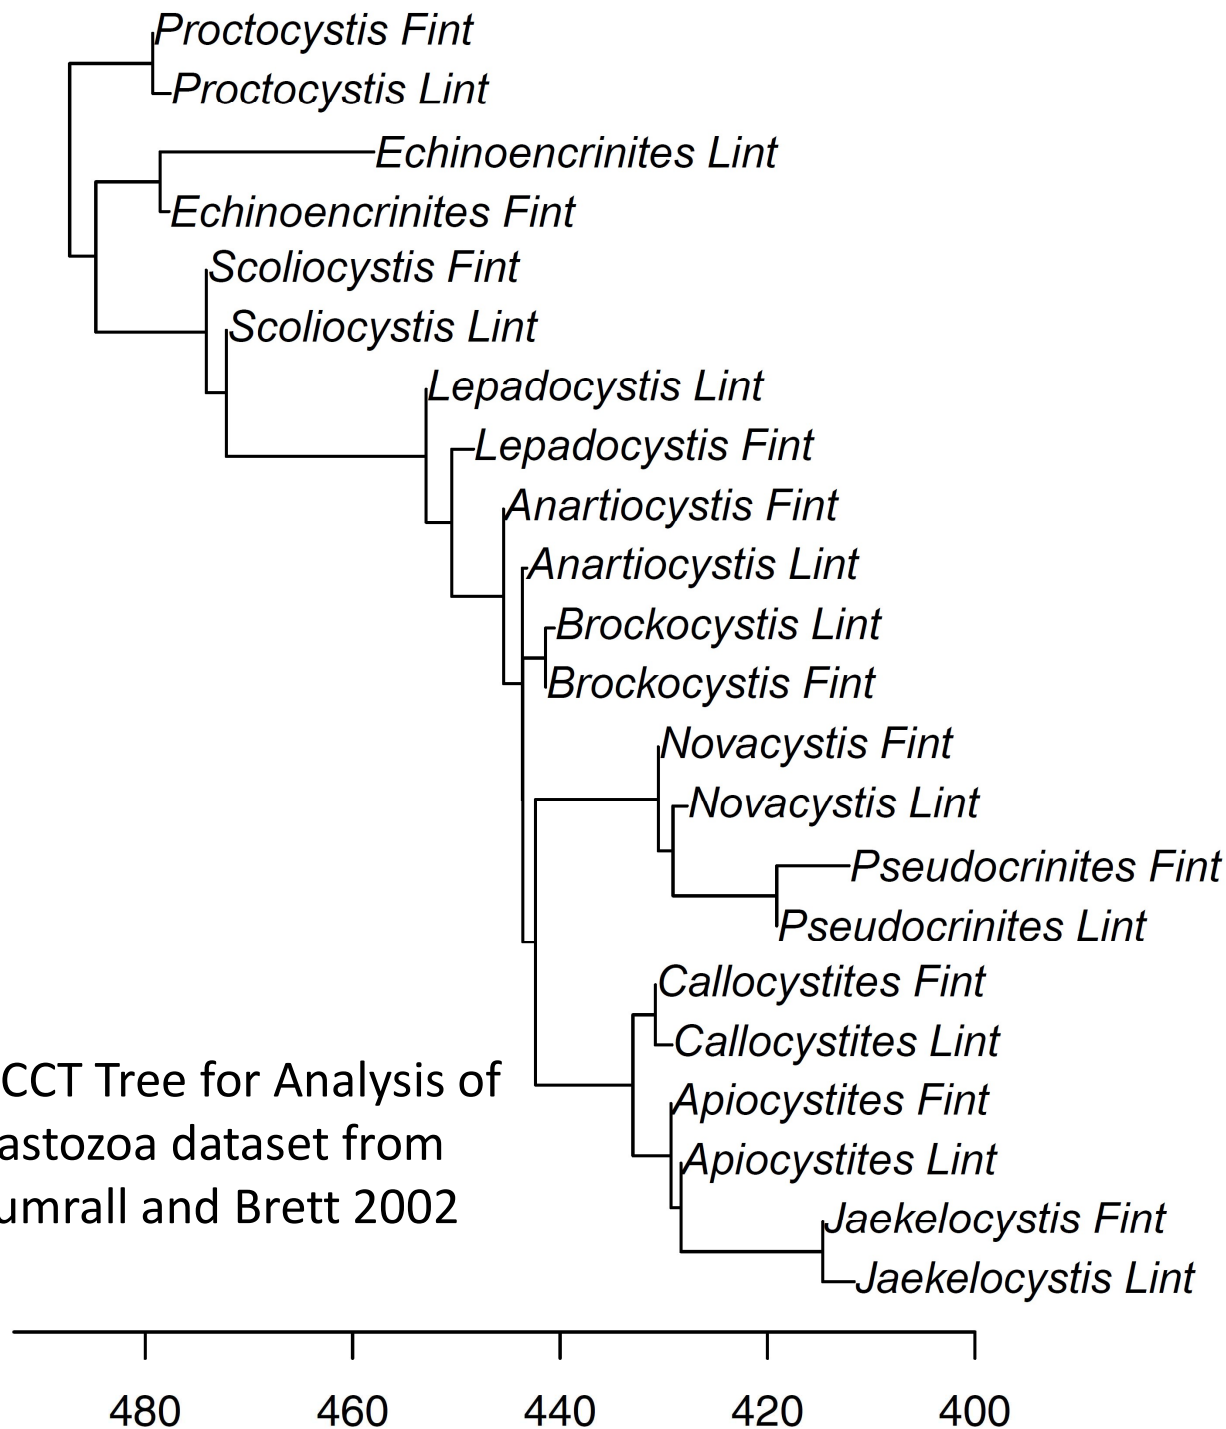 Proctocystis Fint
Proctocystis Lint
Echinoencrinites Lint
Echinoencrinites Fint
Scoliocystis Fint
Scoliocystis Lint
Lepadocystis Lint
Lepadocystis Fint
Anartiocystis Fint
Anartiocystis Lint
Brockocystis Lint
Brockocystis Fint
Novacystis Fint
Novacystis Lint
Pseudocrinites Fint
Pseudocrinites Lint
Callocystites Fint
Callocystites Lint
Apiocystites Fint
Apiocystites Lint
Jaekelocystis Fint
Jaekelocystis Lint
CCT Tree for Analysis of
astozoa dataset from
umrall and Brett 2002
480 460 440 420 400